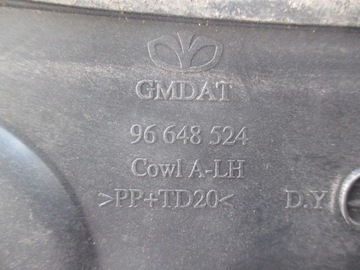 GMDAT
96 648 524
Cowl A-LH
>PP+TD20< D.Y